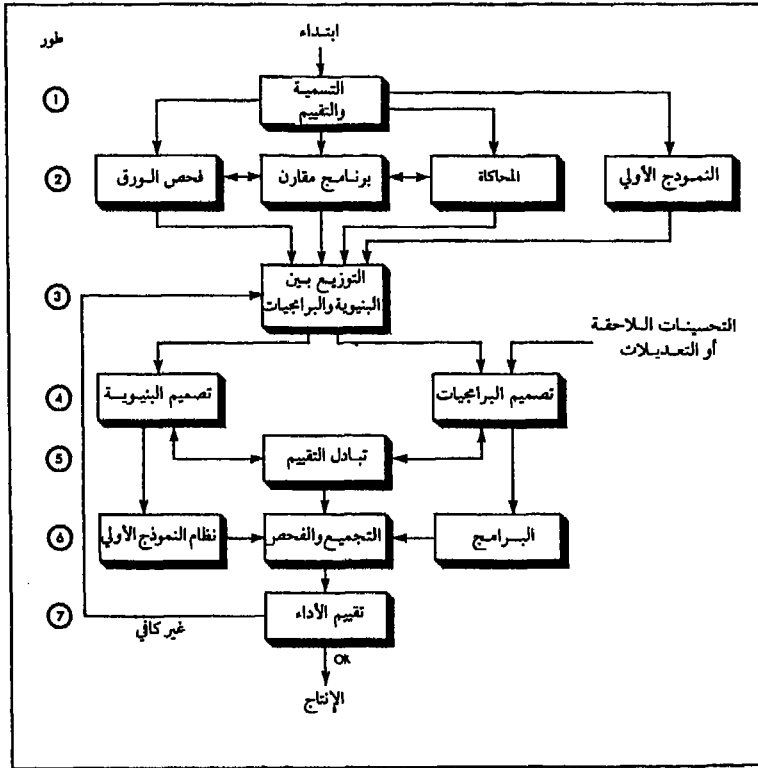 طور
ابتداء
①
التسمية
والتقييم
②
النمودج الأولي
المحاكاة
برنامج مقارن
فحص الورق
③
التوزيع بين
البنيوية والبرامجيات
التحسينات اللاحقة
أو التعديلات
④
تصميم البرامجيات
تصميم البنيوية
⑤
تبادل التقييم
⑥
البرامج
التجميع والفحص
نظام النموذج الأولي
⑦
تقييم الأداء
غير كافي
OK
الإنتاج